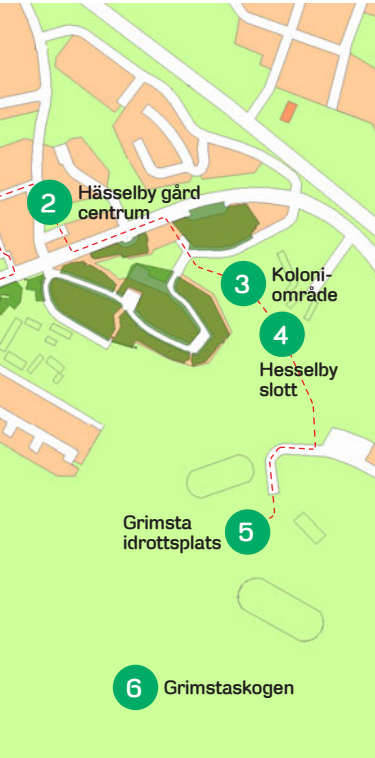 2
Hässelby gård
centrum
3
Koloni-
område
4
Hesselby
slott
Grimsta
idrottsplats
5
6
Grimstaskogen